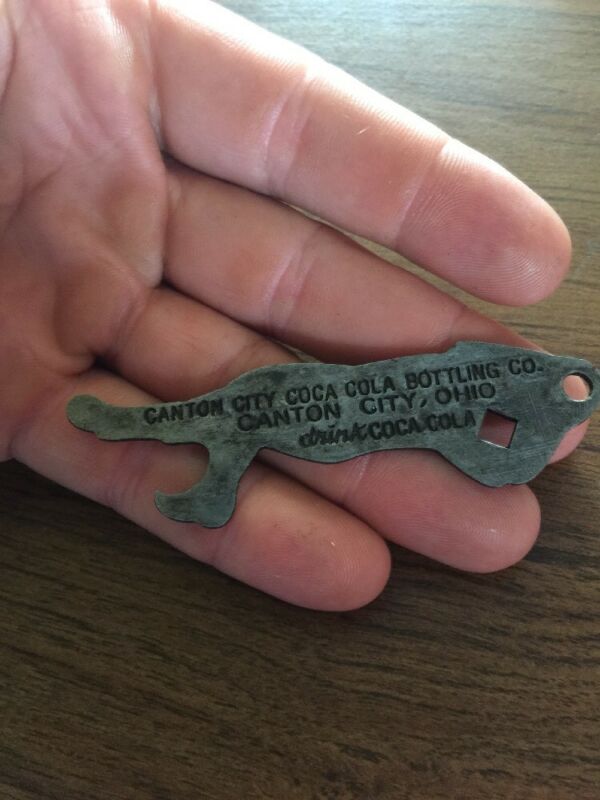 CANTON CITY COCA COLA BOTTLING CO.
CANTON CITY, OHIO
drink COCA COLA